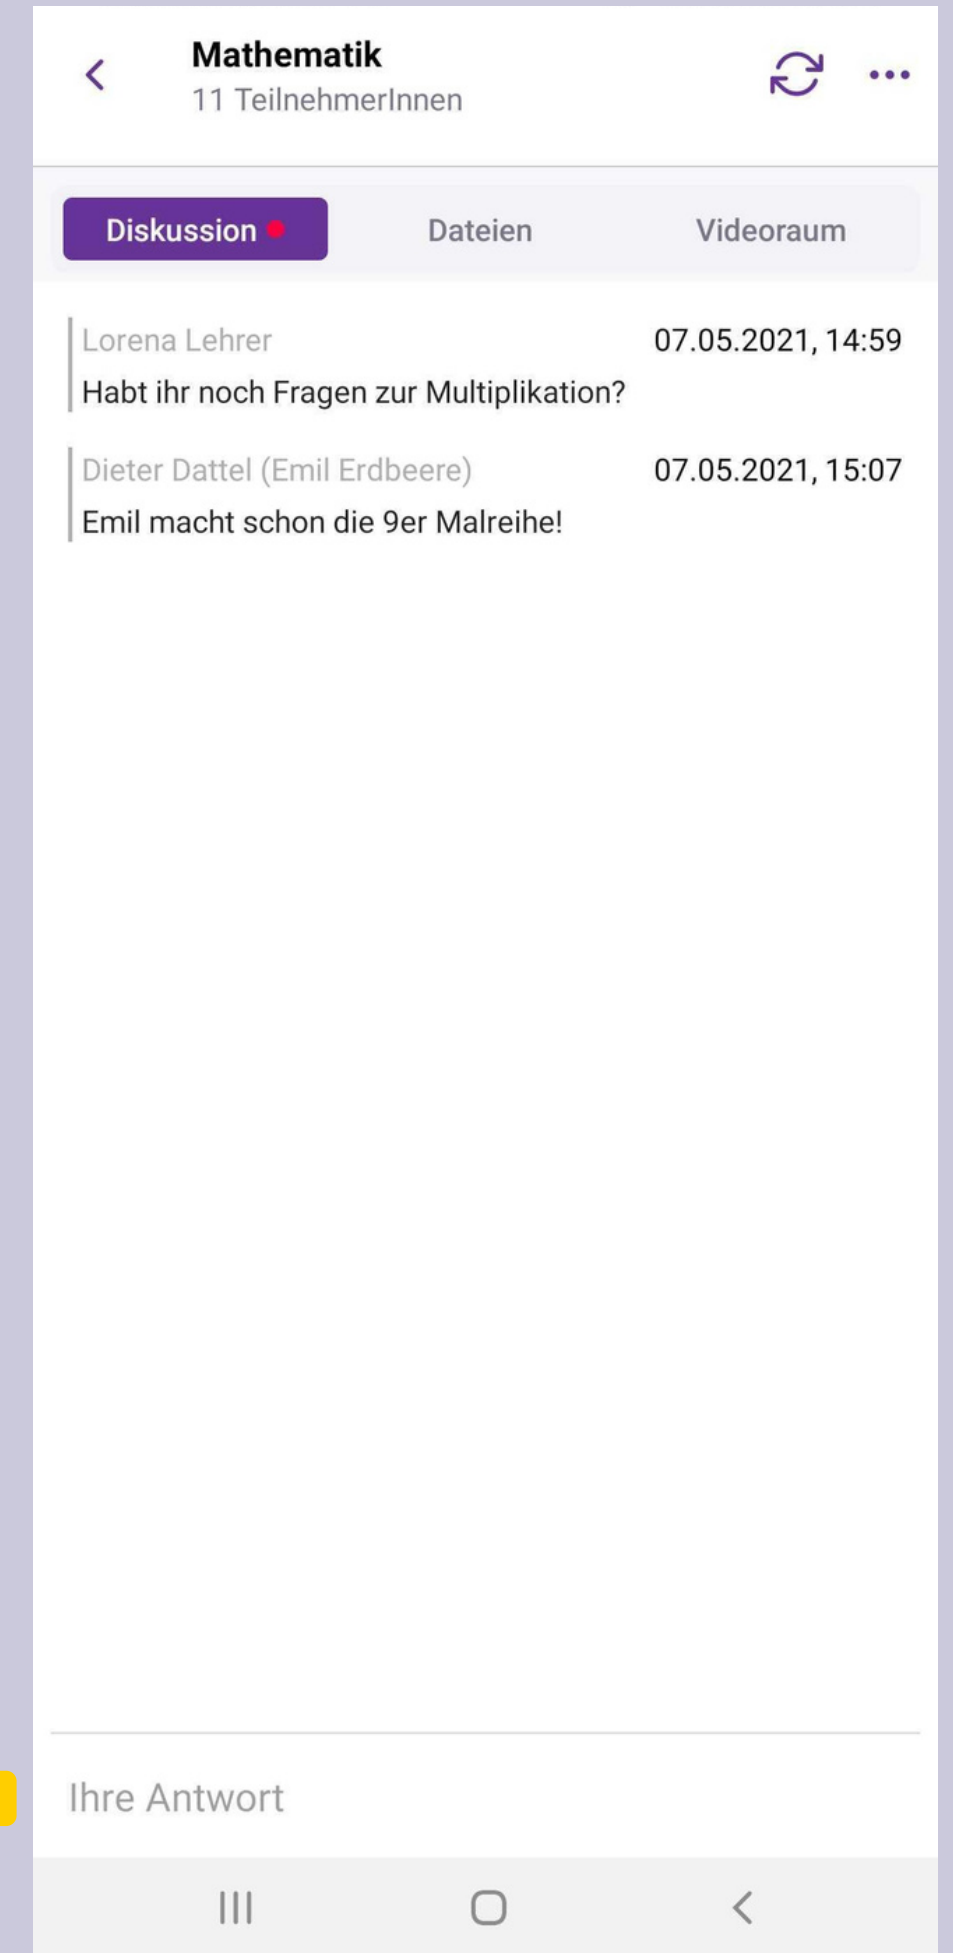 Mathematik
11 TeilnehmerInnen
Diskussion Dateien Videoraum
Lorena Lehrer 07.05.2021, 14:59
Habt ihr noch Fragen zur Multiplikation?
Dieter Dattel (Emil Erdbeere) 07.05.2021, 15:07
Emil macht schon die 9er Malreihe!
Ihre Antwort